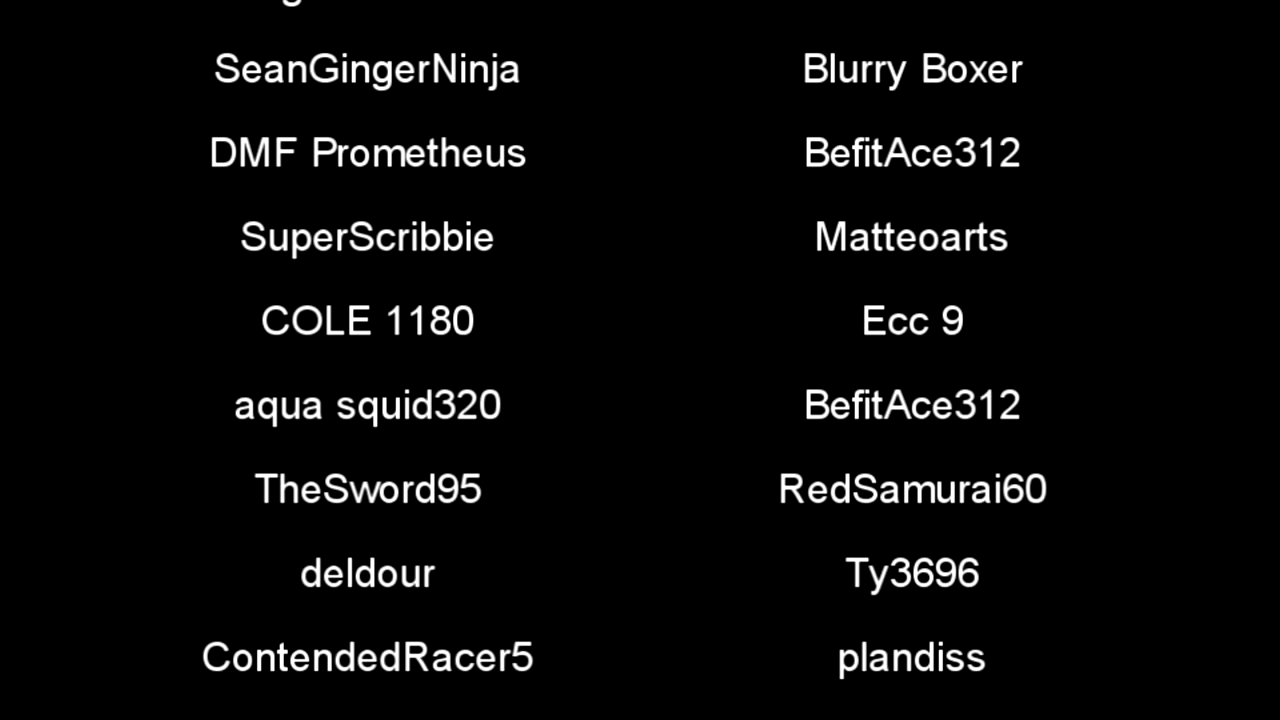 SeanGingerNinja
Blurry Boxer
DMF Prometheus
BefitAce312
SuperScribbie
Matteoarts
COLE 1180
Ecc 9
aqua squid320
BefitAce312
TheSword95
RedSamurai60
deldour
Ty3696
ContendedRacer5
plandiss